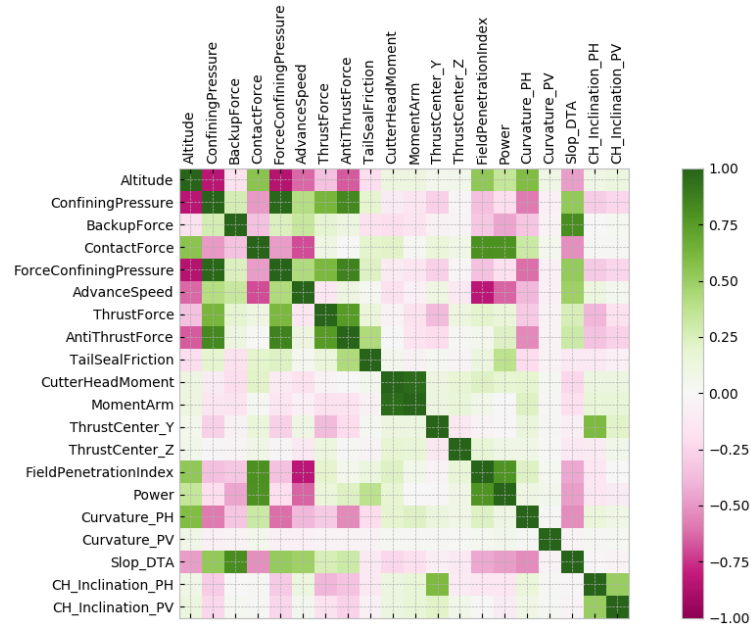 Altitude
ConfiningPressure
BackupForce
ContactForce
ForceConfiningPressure
AdvanceSpeed
ThrustForce
AntiThrustForce
TailSealFriction
CutterHeadMoment
MomentArm
ThrustCenter_Y
ThrustCenter_Z
FieldPenetrationIndex
Power
Curvature_PH
Curvature_PV
Slop_DTA
CH_Inclination_PH
CH_Inclination_PV
Altitude
ConfiningPressure
BackupForce
ContactForce
ForceConfiningPressure
AdvanceSpeed
ThrustForce
AntiThrustForce
TailSealFriction
CutterHeadMoment
MomentArm
ThrustCenter_Y
ThrustCenter_Z
FieldPenetrationIndex
Power
Curvature_PH
Curvature_PV
Slop_DTA
CH_Inclination_PH
CH_Inclination_PV
1.00
0.75
0.50
0.25
0.00
−0.25
−0.50
−0.75
−1.00